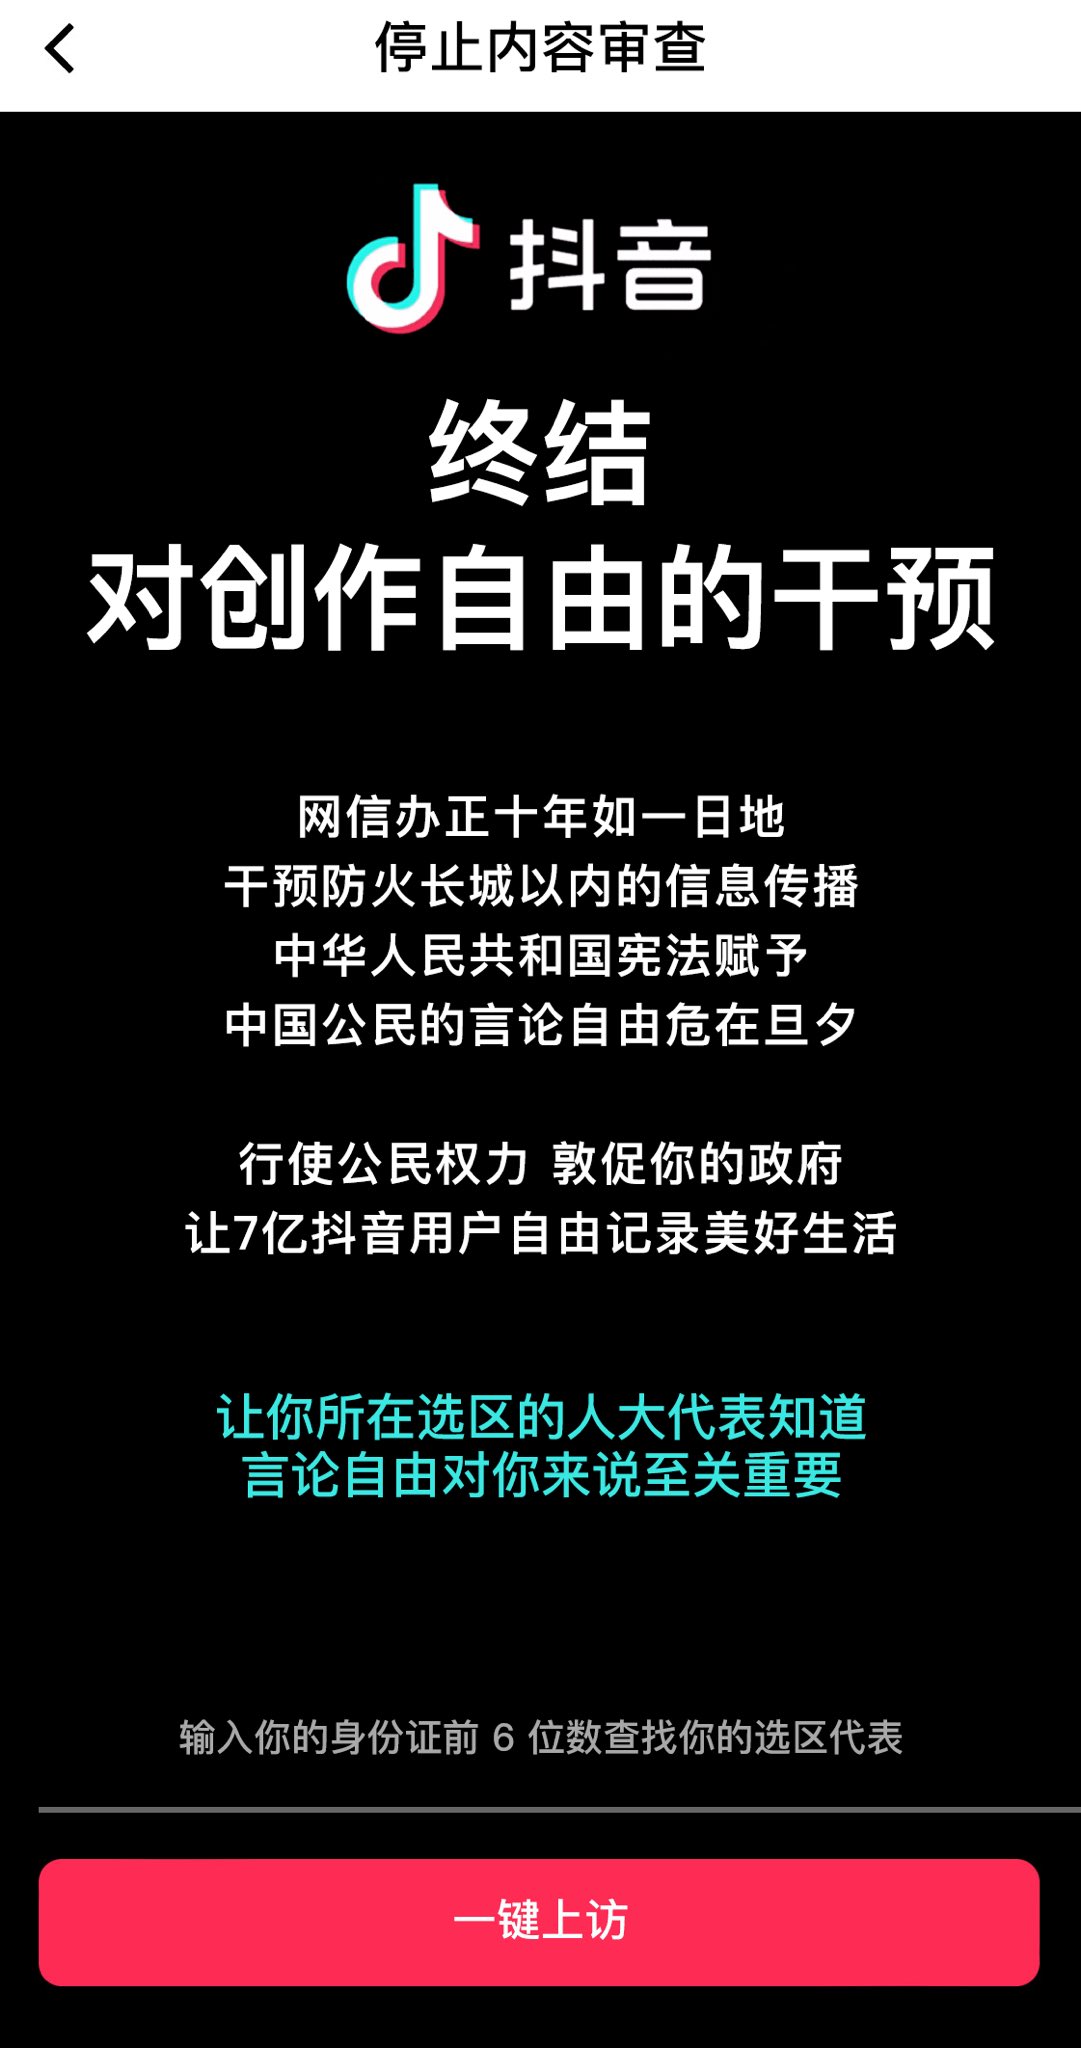 停止内容审查
抖音
终结
对创作自由的干预
网信办正十年如一日地
干预防火长城以内的信息传播
中华人民共和国宪法赋予
中国公民的言论自由危在旦夕
行使公民权力 敦促你的政府
让7亿抖音用户自由记录美好生活
让你所在选区的人大代表知道
言论自由对你来说至关重要
输入你的身份证前 6 位数查找你的选区代表
一键上访